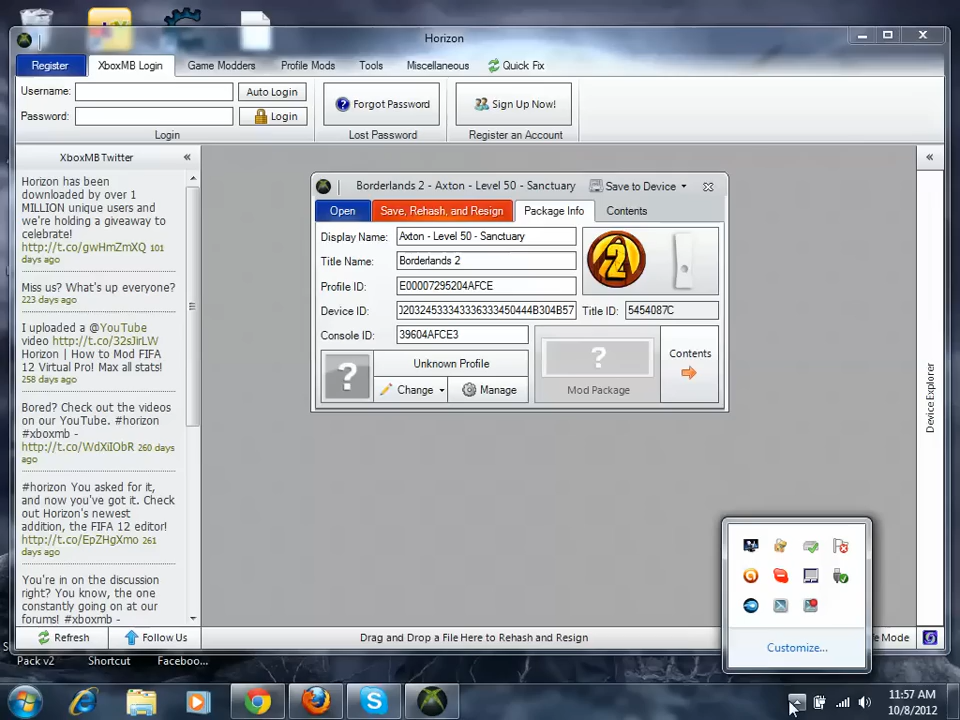 Horizon
Register
XboxMB Login
Game Modders
Profile Mods
Tools
Miscellaneous
Quick Fix
Username:
Auto Login
Password:
Login
Login
Forgot Password
Lost Password
Sign Up Now!
Register an Account
XboxMB Twitter
«
Horizon has been
downloaded by over 1
MILLION unique users and
we're holding a giveaway to
celebrate!
http://t.co/gwHmZmXQ 101
days ago
Miss us? What's up everyone?
223 days ago
I uploaded a @YouTube
video http://t.co/32sJirLW
Horizon | How to Mod FIFA
12 Virtual Pro! Max all stats!
258 days ago
Bored? Check out the videos
on our YouTube. #horizon
#xboxmb -
http://t.co/WdXiIObR 260 days
ago
#horizon You asked for it,
and now you've got it. Check
out Horizon's newest
addition, the FIFA 12 editor!
http://t.co/EpZHgXmo 261
days ago
You're in on the discussion
right? You know, the one
constantly going on at our
forums! #xboxmb -
Refresh
Follow Us
Borderlands 2 - Axton - Level 50 - Sanctuary
Save to Device
Open
Save, Rehash, and Resign
Package Info
Contents
Display Name: Axton - Level 50 - Sanctuary
Title Name: Borderlands 2
Profile ID: E00007295204AFCE
Device ID: 0203245333433363334504​44B304B57
Title ID: 5454087C
Console ID: 39604AFCE3
Unknown Profile
Change
Manage
?
?
Mod Package
Contents
2
«
Device Explorer
Drag and Drop a File Here to Rehash and Resign
e Mode
Customize...
Pack v2
Shortcut
Faceboo...
11:57 AM
10/8/2012